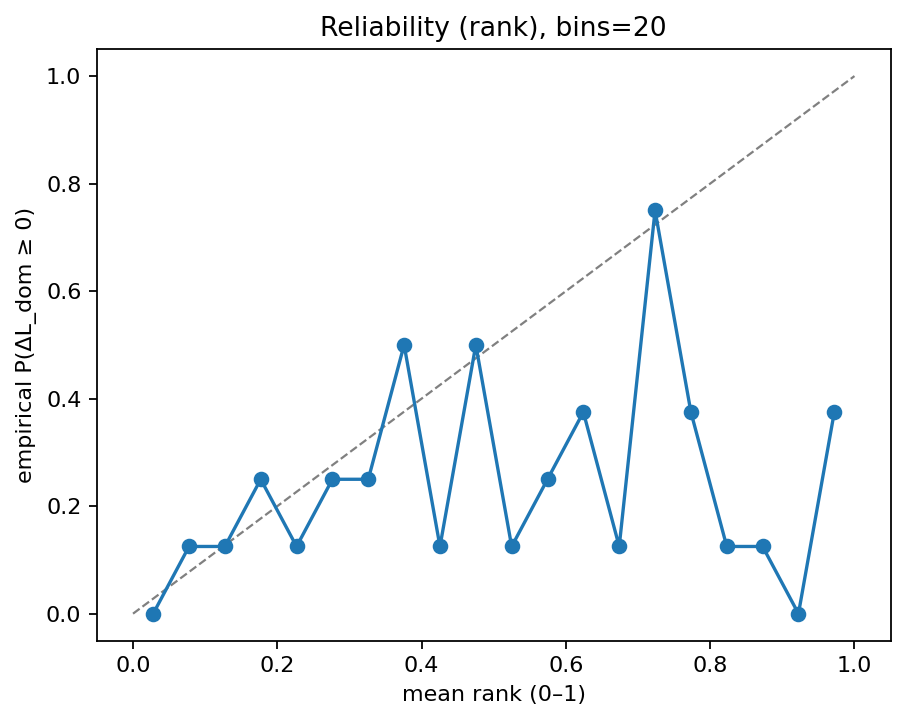 Reliability (rank), bins=20
empirical P(ΔL_dom ≥ 0)
1.0
0.8
0.6
0.4
0.2
0.0
0.0 0.2 0.4 0.6 0.8 1.0
mean rank (0–1)